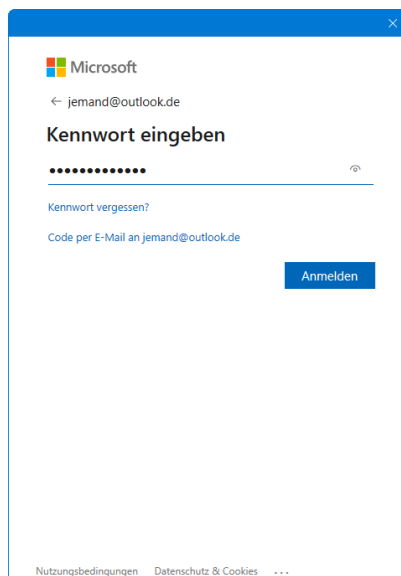 Microsoft
← jemand@outlook.de
Kennwort eingeben
●●●●●●●●●●●●●
Kennwort vergessen?
Code per E-Mail an jemand@outlook.de
Anmelden
Nutzungsbedingungen Datenschutz & Cookies ...